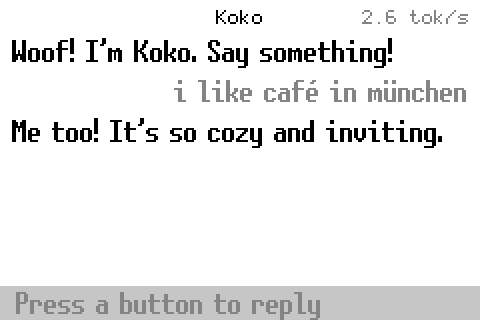 Koko 2.6 tok/s
Woof! I'm Koko. Say something!
i like café in münchen
Me too! It's so cozy and inviting.
Press a button to reply